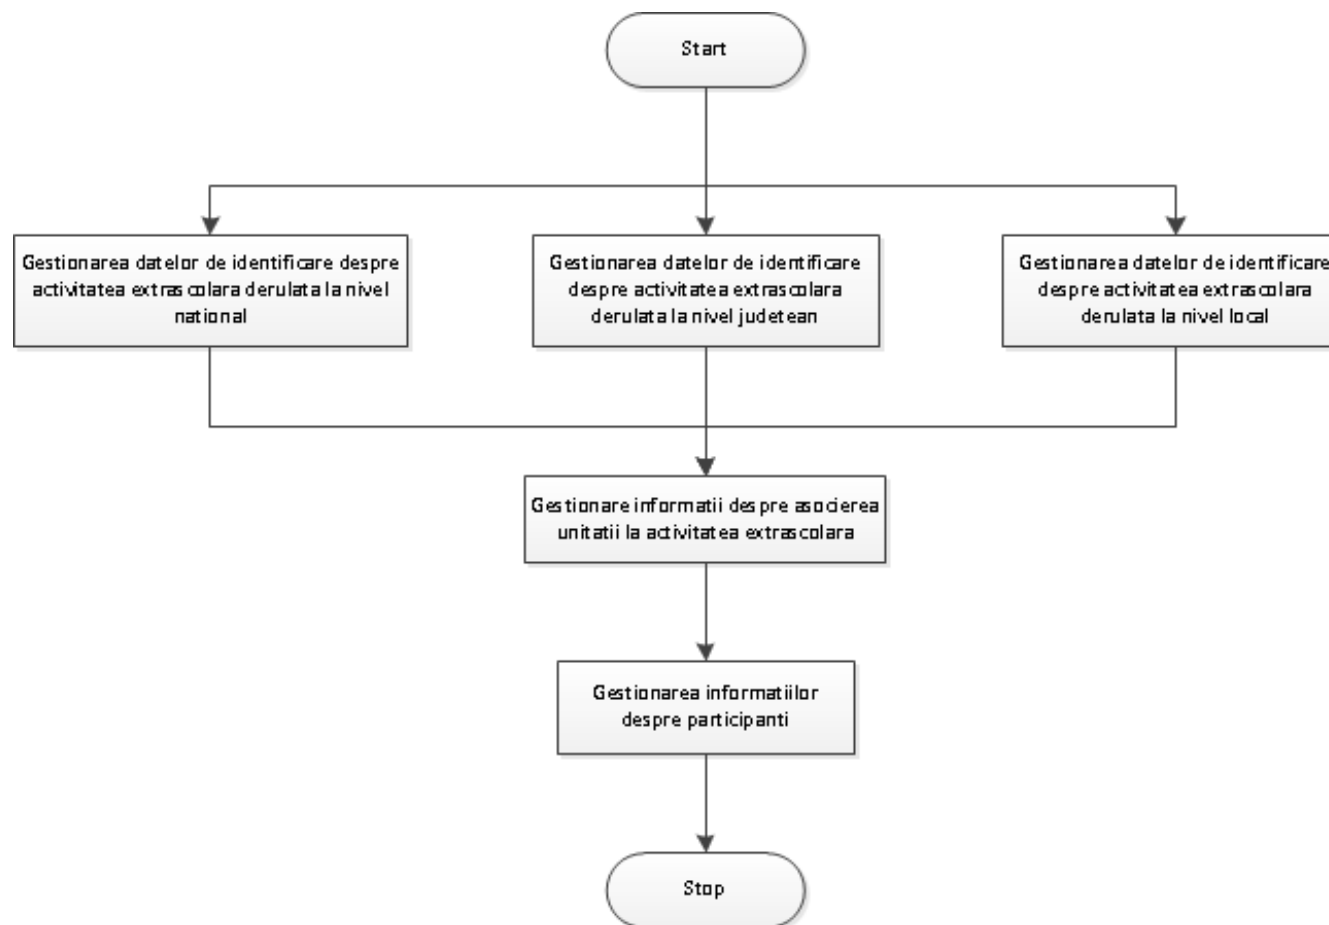 Start
Gestionarea datelor de identificare despre
activitatea extrascolara derulata la nivel
national
Gestionarea datelor de identificare
despre activitatea extrascolara
derulata la nivel judetean
Gestionarea datelor de identificare
despre activitatea extrascolara
derulata la nivel local
Gestionare informatii despre asocierea
unitatii la activitatea extrascolara
Gestionarea informatiilor
despre participanti
Stop